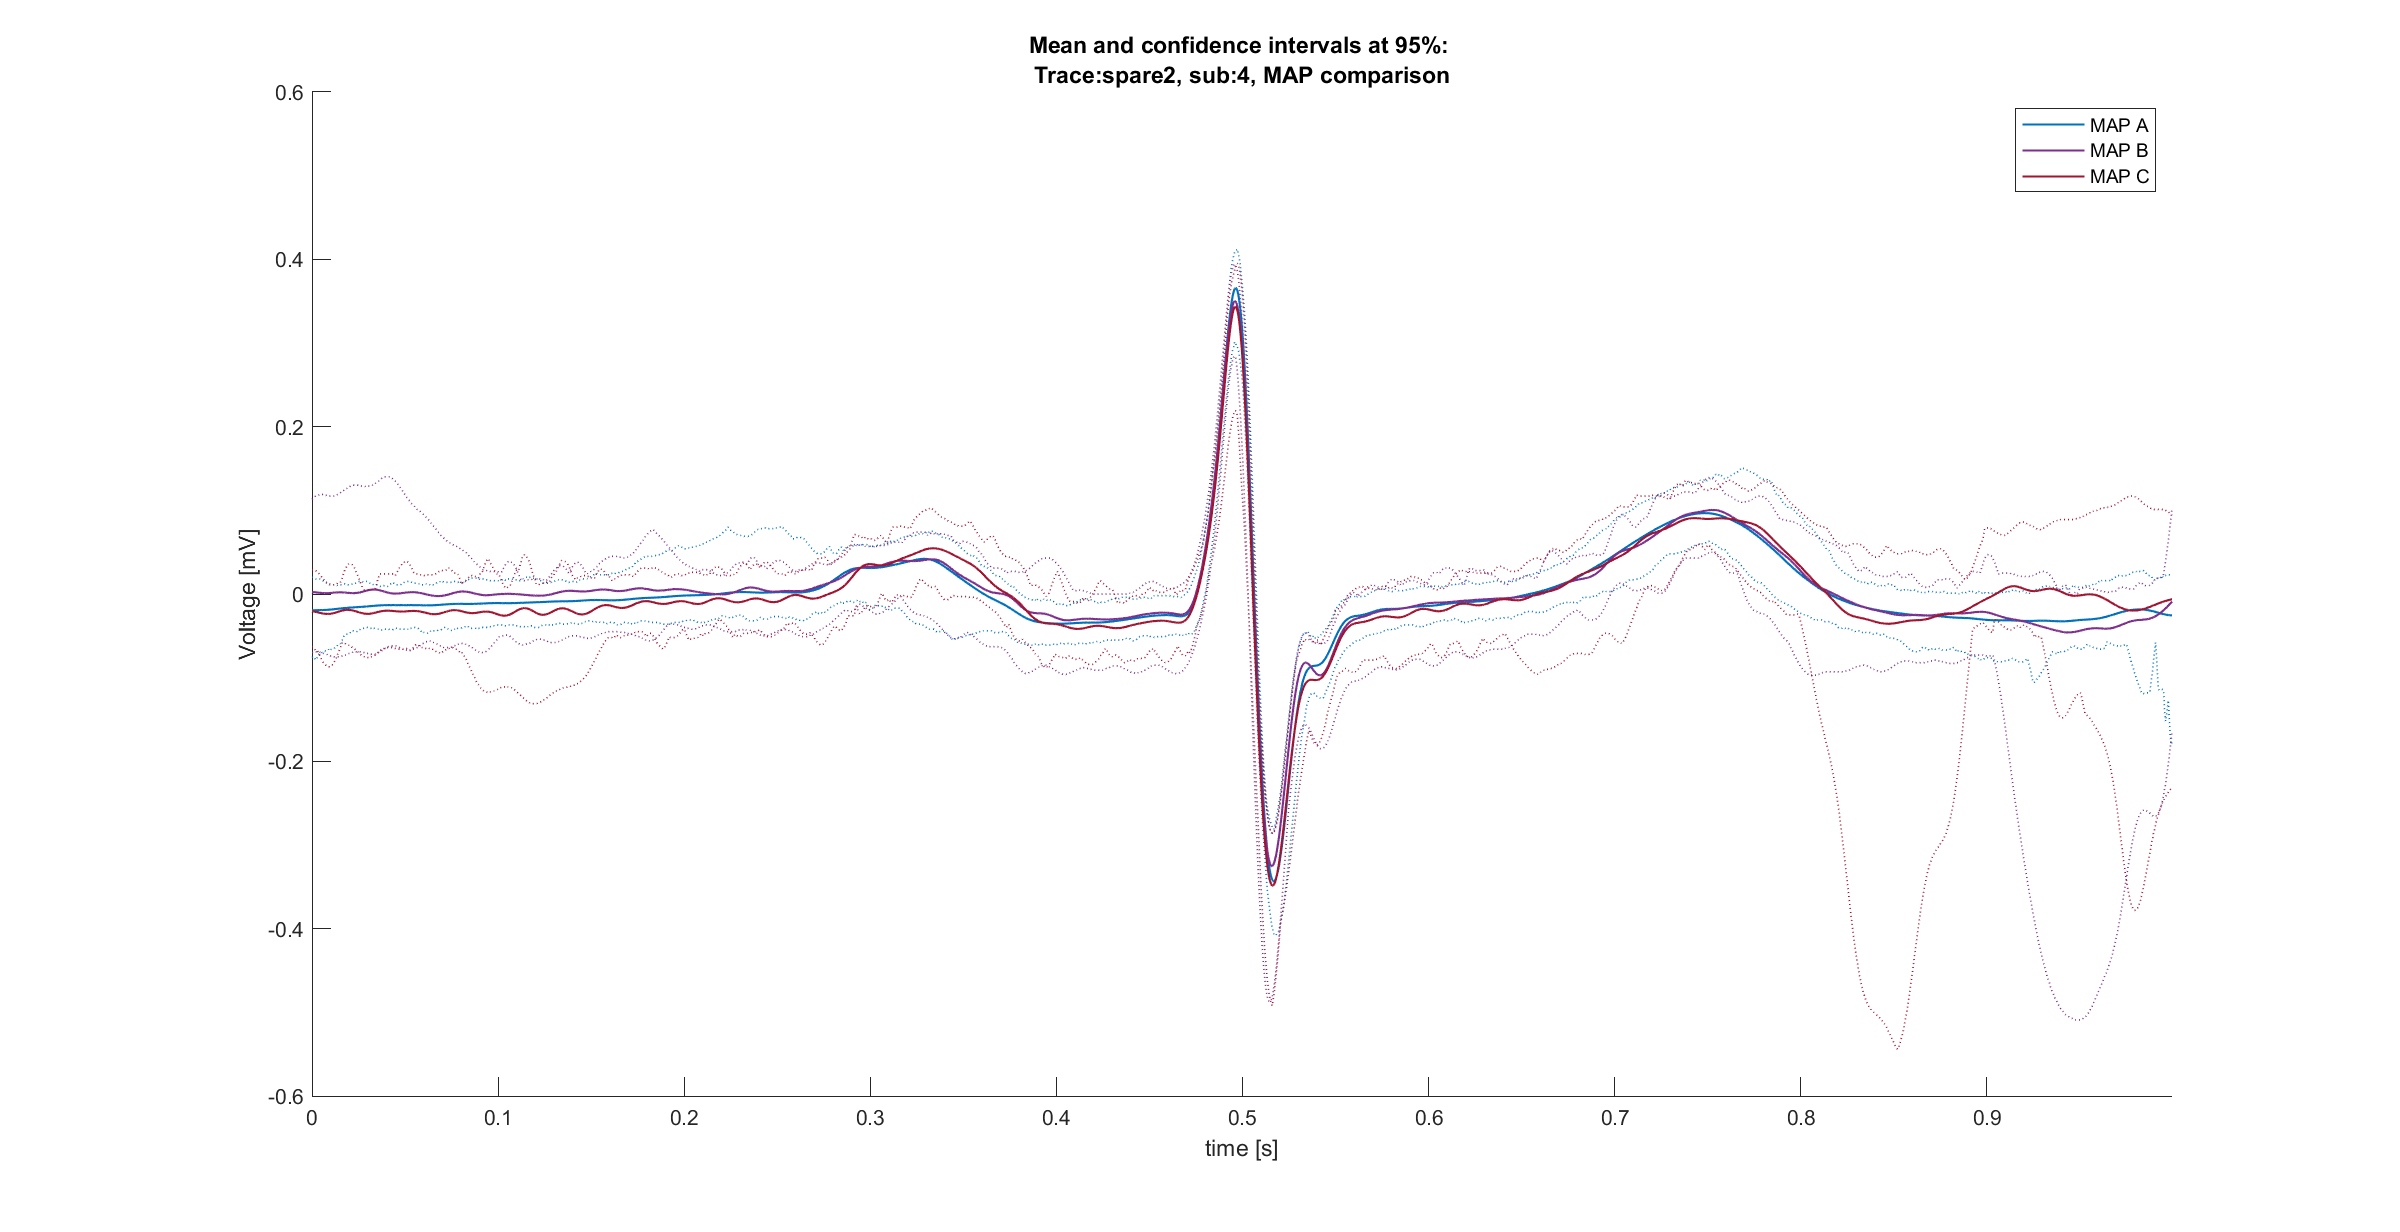 Mean and confidence intervals at 95%:
Trace:spare2, sub:4, MAP comparison
MAP A
MAP B
MAP C
Voltage [mV]
0.6
0.4
0.2
0
-0.2
-0.4
-0.6
0 0.1 0.2 0.3 0.4 0.5 0.6 0.7 0.8 0.9
time [s]